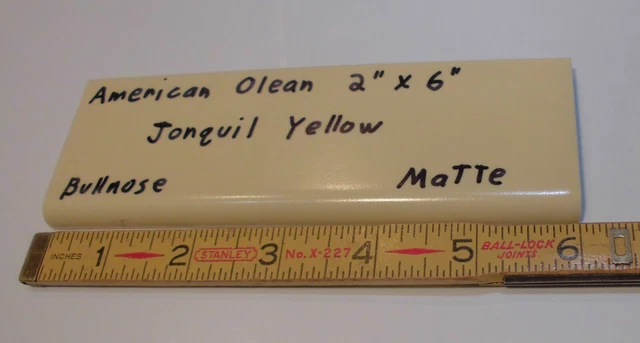 American Olean 2" x 6"
Jonquil Yellow
Bullnose Matte
INCHES 1 2 STANLEY 3 No. X-227 4 5 BALL-LOCK JOINTS 6